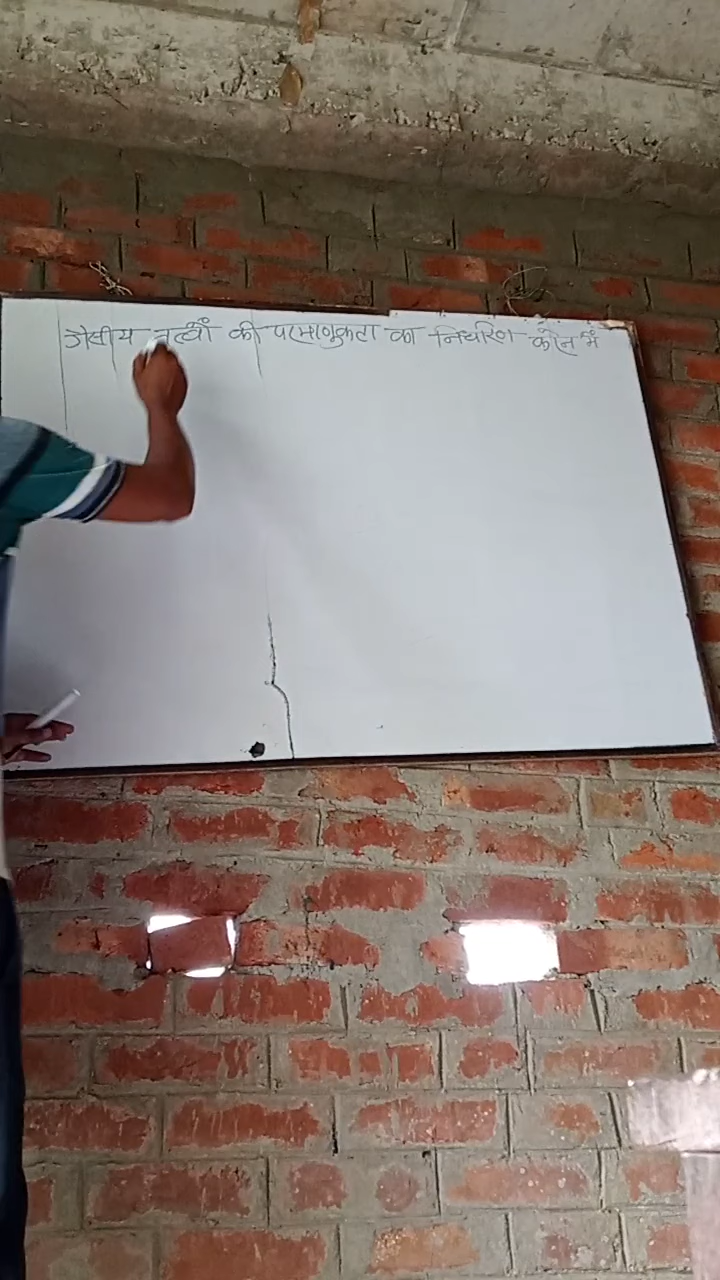 गैसीय तत्वों की परमाणुकता का निर्धारण कौन में